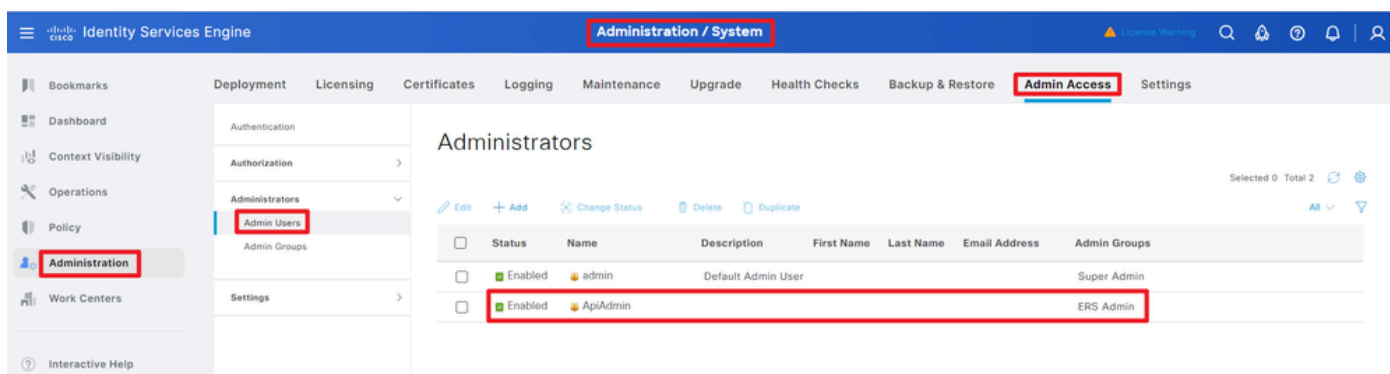 cisco Identity Services Engine
Administration / System
License Warning
Bookmarks
Dashboard
Context Visibility
Operations
Policy
Administration
Work Centers
Interactive Help
Deployment Licensing Certificates Logging Maintenance Upgrade Health Checks Backup & Restore Admin Access Settings
Authentication
Authorization
Administrators
Admin Users
Admin Groups
Settings
Administrators
Selected 0 Total 2
Edit + Add Change Status Delete Duplicate
All
Status Name Description First Name Last Name Email Address Admin Groups
Enabled admin Default Admin User Super Admin
Enabled ApiAdmin ERS Admin